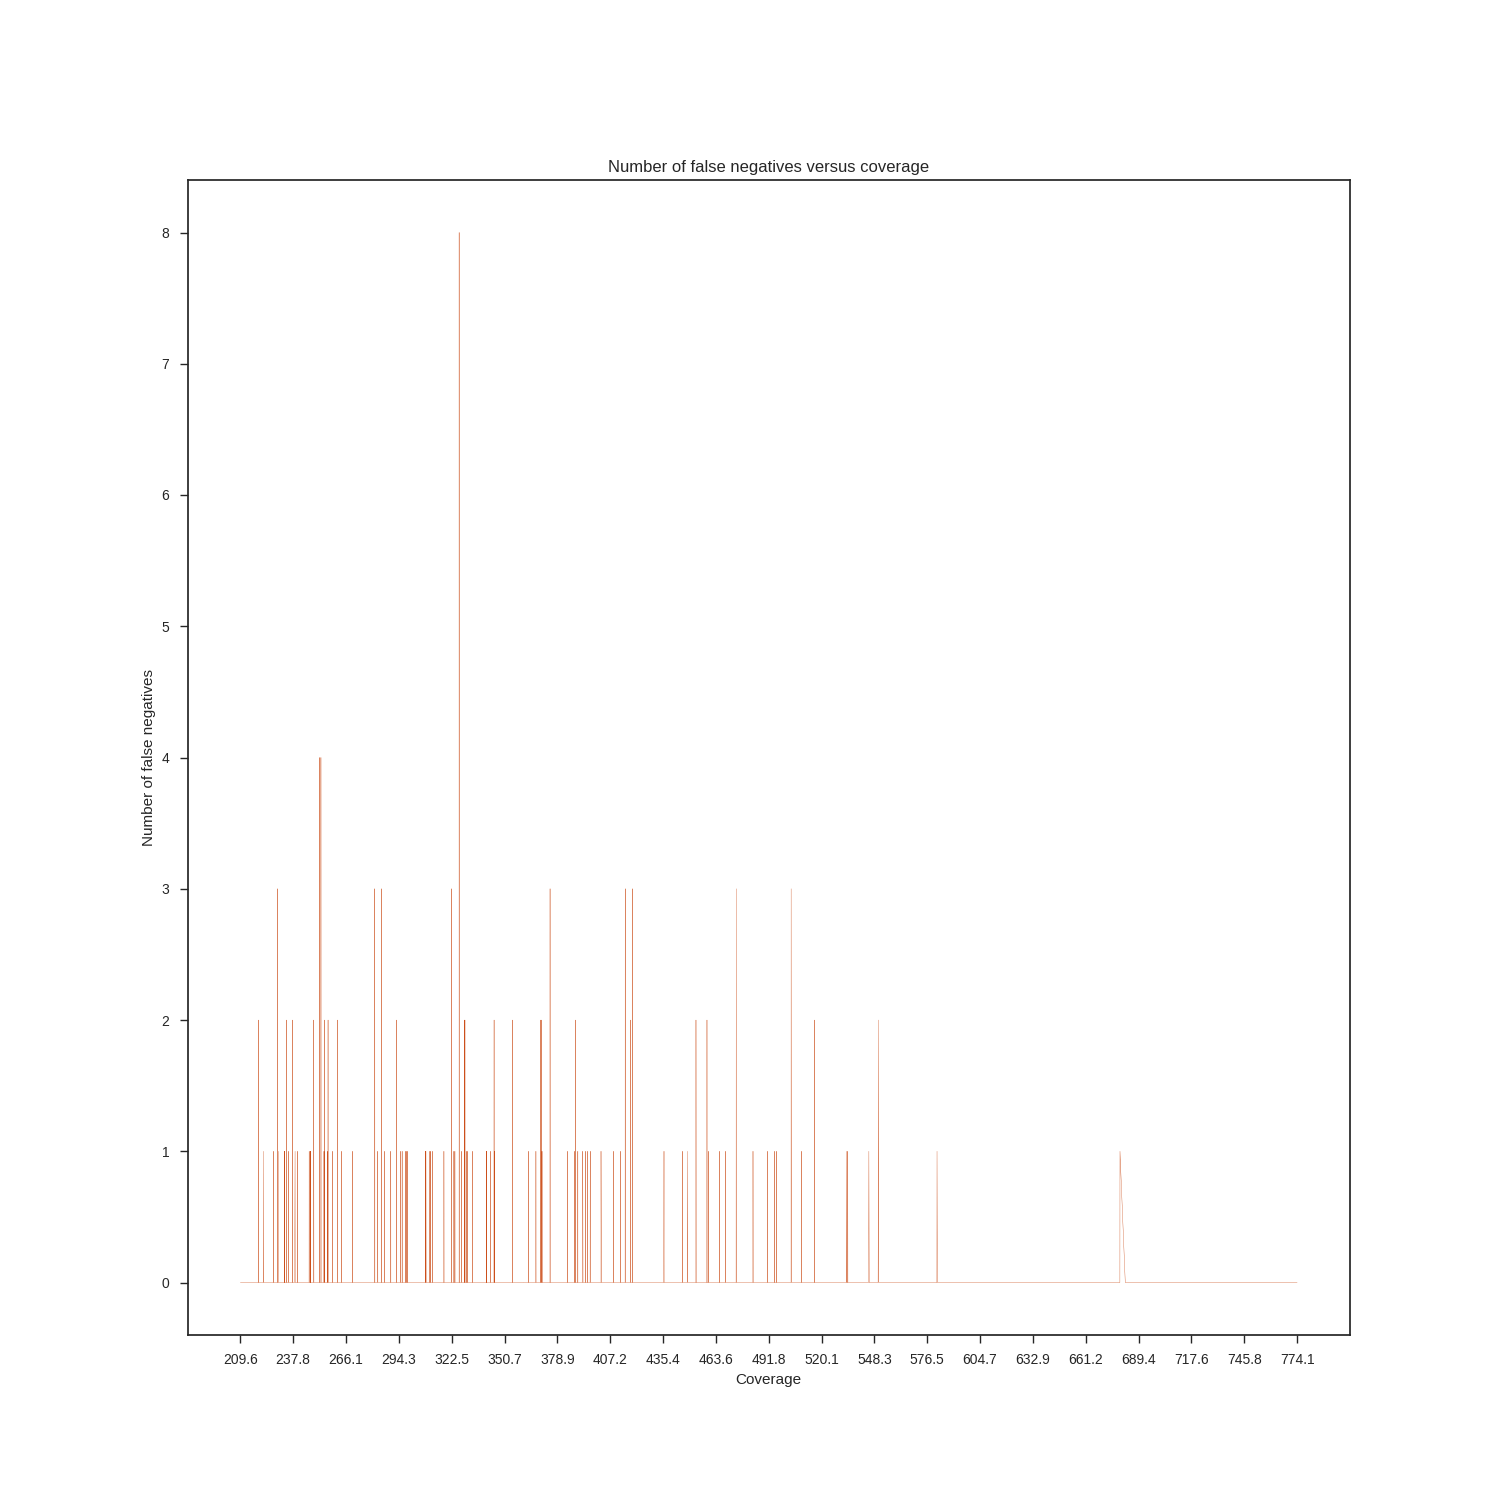 Number of false negatives versus coverage
8
7
6
5
4
3
2
1
0
Number of false negatives
209.6 237.8 266.1 294.3 322.5 350.7 378.9 407.2 435.4 463.6 491.8 520.1 548.3 576.5 604.7 632.9 661.2 689.4 717.6 745.8 774.1
Coverage